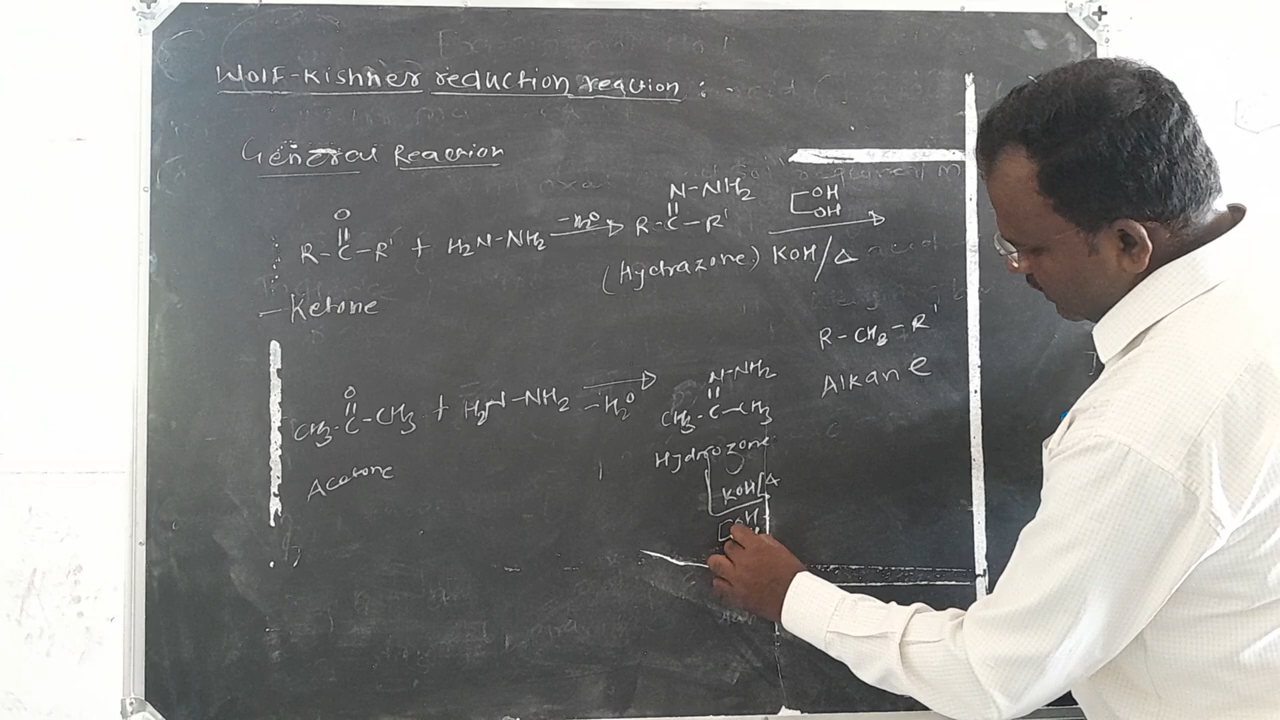 Wolf-Kishner reduction reaction :
General Reaction
O
||
R-C-R' + H2N-NH2 -H2O → 
N-NH2
||
R-C-R'
OH
OH
(Hydrazone) KOH/△
- Ketone
R-CH2-R'
Alkane
O
||
CH3-C-CH3 + H2N-NH2 → -H2O
N-NH2
||
CH3-C-CH3
Acetone
Hydrozone
KOH/△
OH